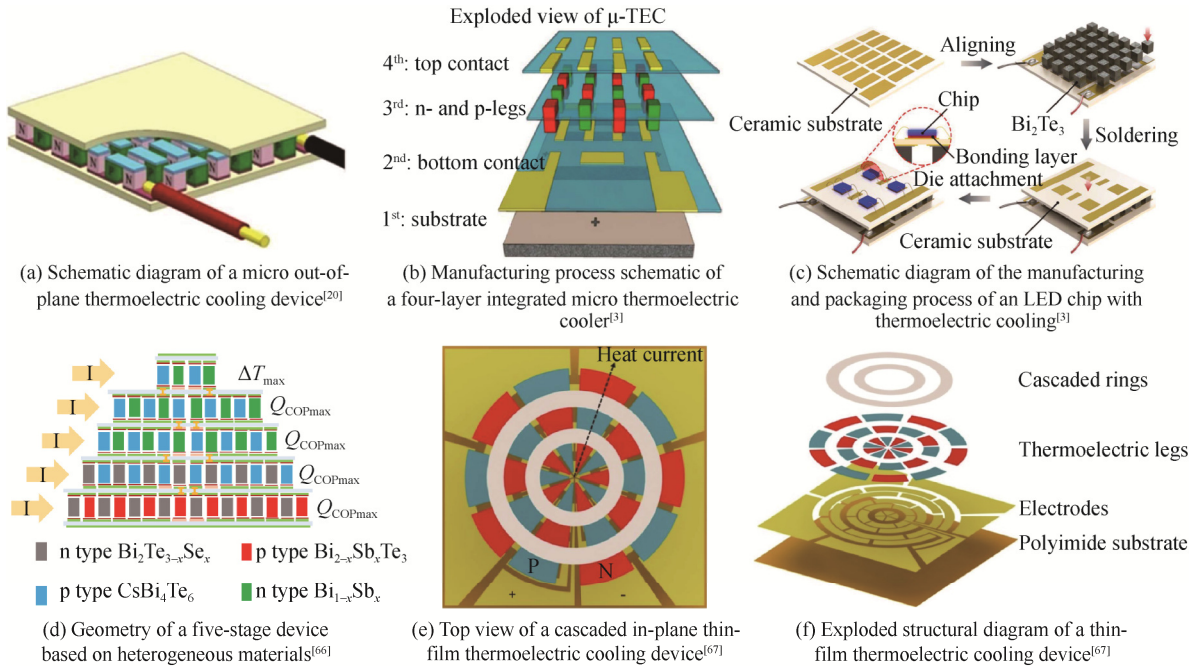 Exploded view of μ-TEC
4th: top contact
3rd: n- and p-legs
2nd: bottom contact
1st: substrate
N
N
N
Aligning
Ceramic substrate
Bi2Te3
Chip
Bonding layer
Die attachment
Soldering
Ceramic substrate
(a) Schematic diagram of a micro out-of-
plane thermoelectric cooling device[20]
(b) Manufacturing process schematic of
a four-layer integrated micro thermoelectric
cooler[3]
(c) Schematic diagram of the manufacturing
and packaging process of an LED chip with
thermoelectric cooling[3]
I
ΔTmax
I
QCOPmax
I
QCOPmax
I
QCOPmax
I
QCOPmax
n type Bi2Te3–xSex
p type Bi2–xSbxTe3
p type CsBi4Te6
n type Bi1–xSbx
Heat current
P
N
+
-
Cascaded rings
Thermoelectric legs
Electrodes
Polyimide substrate
(d) Geometry of a five-stage device
based on heterogeneous materials[66]
(e) Top view of a cascaded in-plane thin-
film thermoelectric cooling device[67]
(f) Exploded structural diagram of a thin-
film thermoelectric cooling device[67]